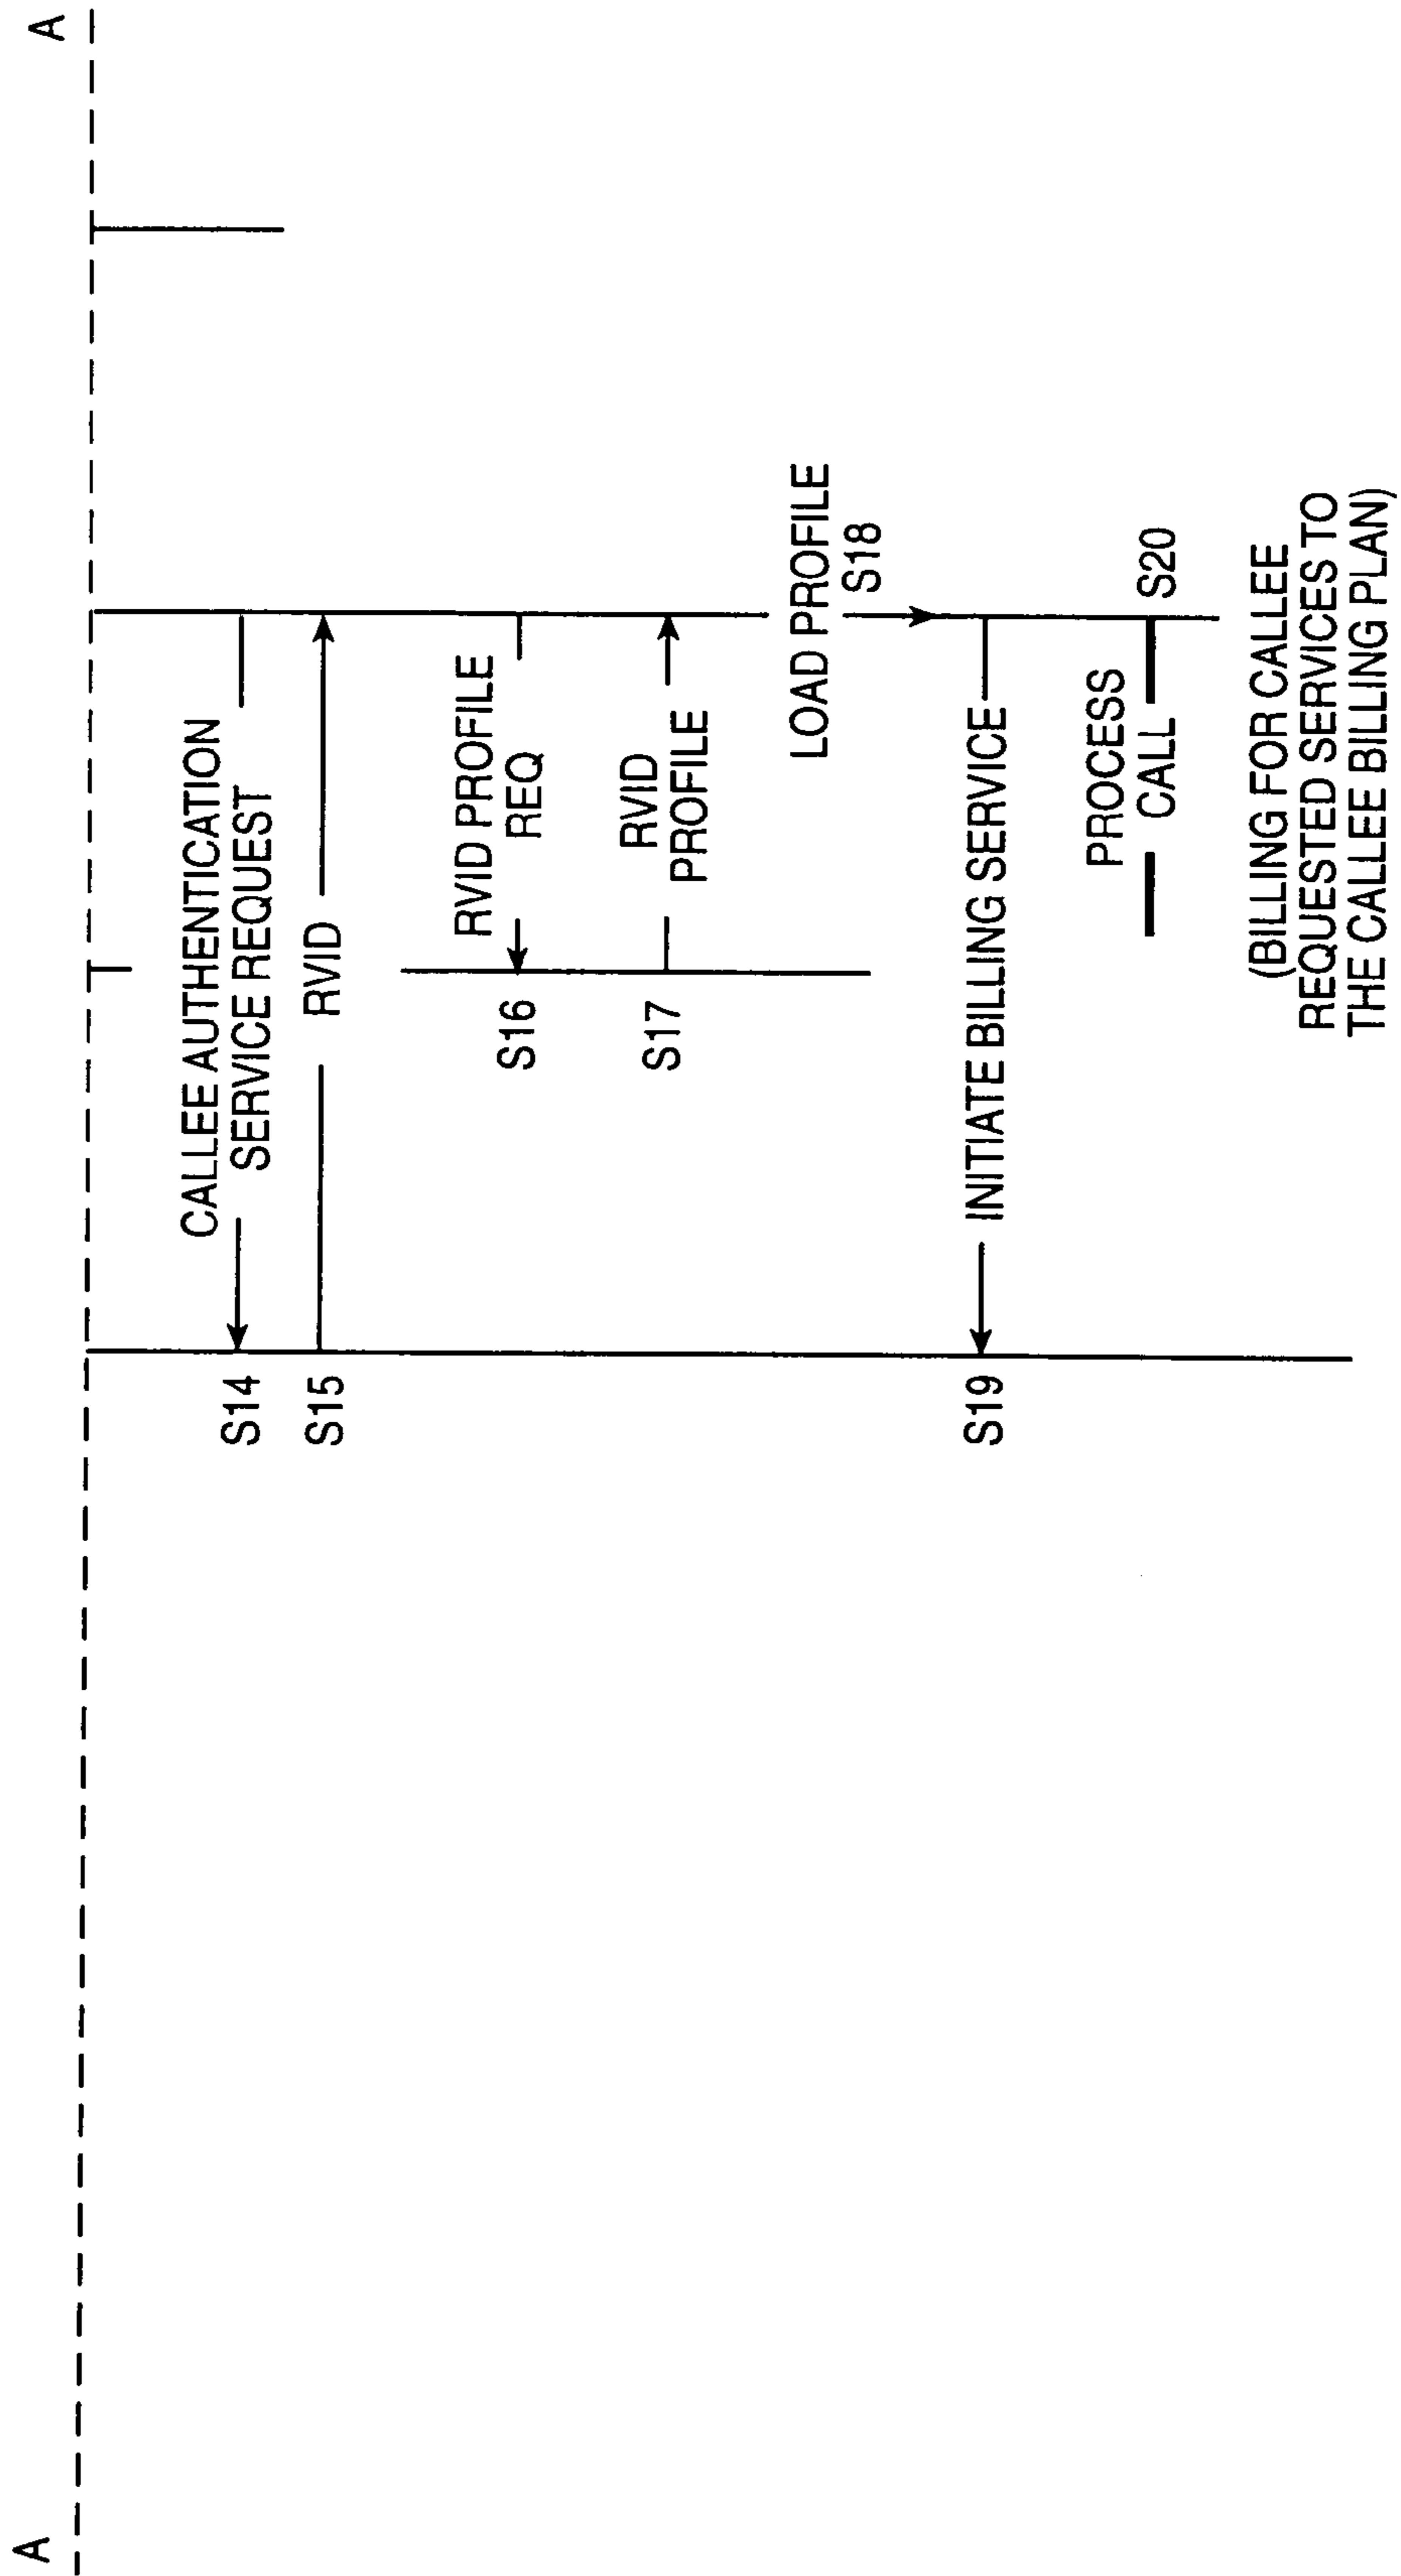 A
A
CALLEE AUTHENTICATION
SERVICE REQUEST
S14
RVID
S15
RVID PROFILE
REQ
S16
RVID
PROFILE
S17
LOAD PROFILE
S18
INITIATE BILLING SERVICE
S19
PROCESS
CALL
S20
(BILLING FOR CALLEE
REQUESTED SERVICES TO
THE CALLEE BILLING PLAN)